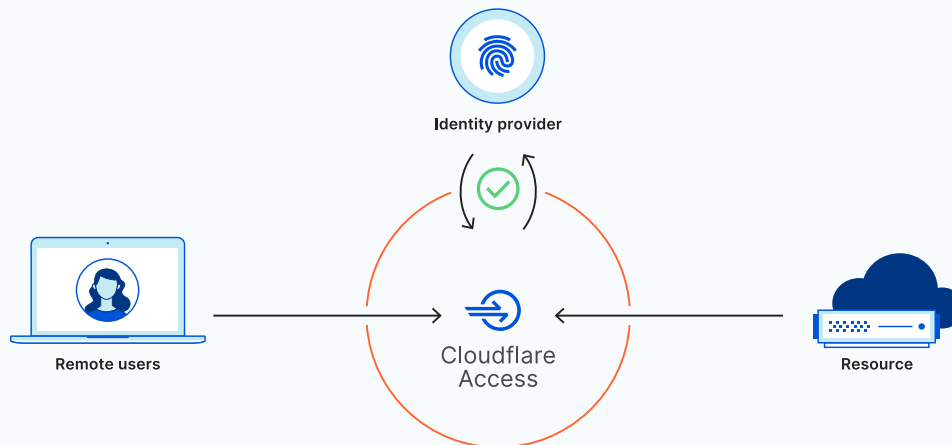 Identity provider
Remote users
Cloudflare
Access
Resource